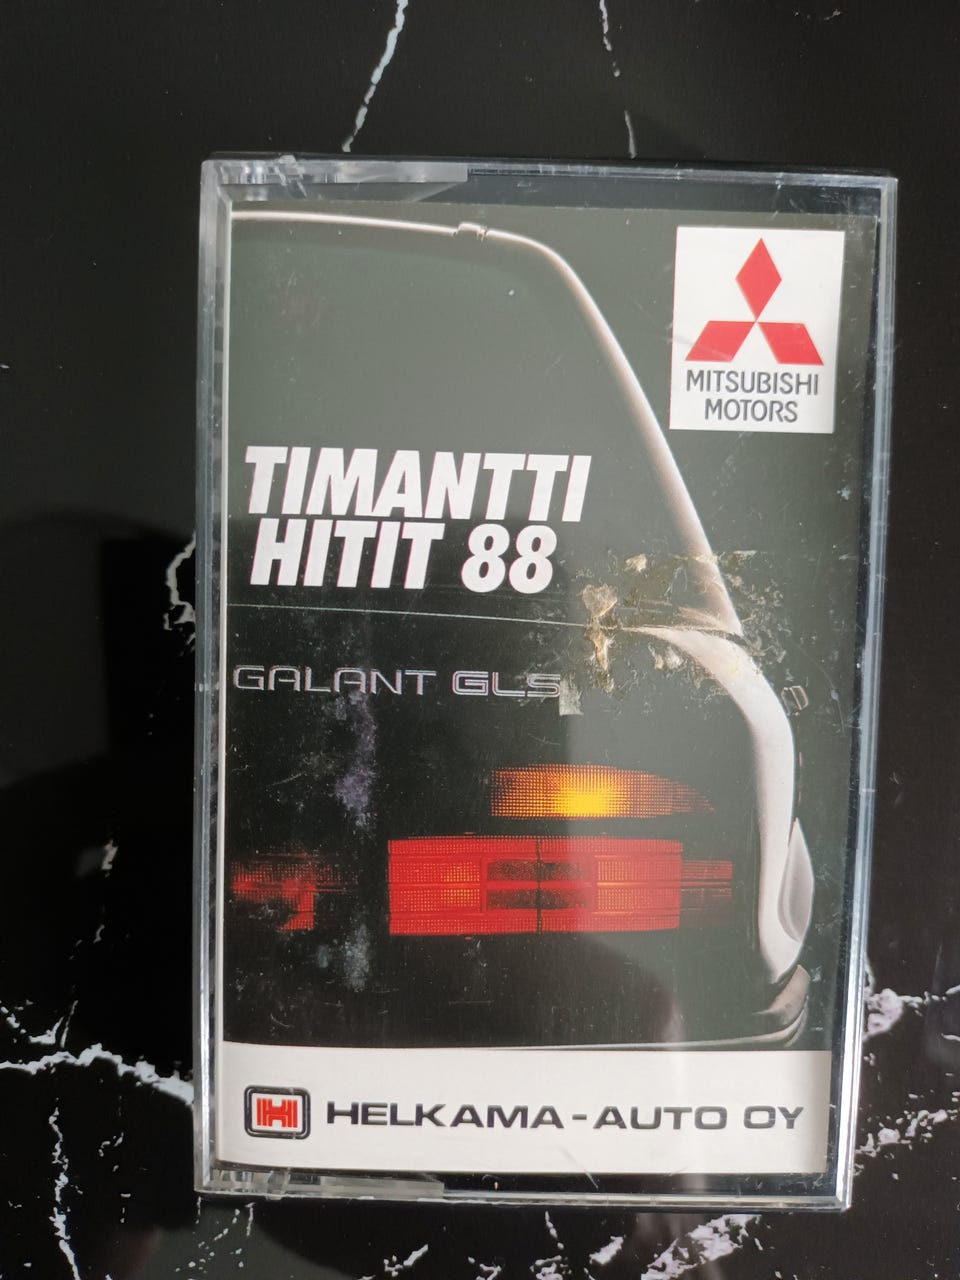 MITSUBISHI
MOTORS
TIMANTTI
HITIT 88
GALANT GLS
HELKAMA-AUTO OY